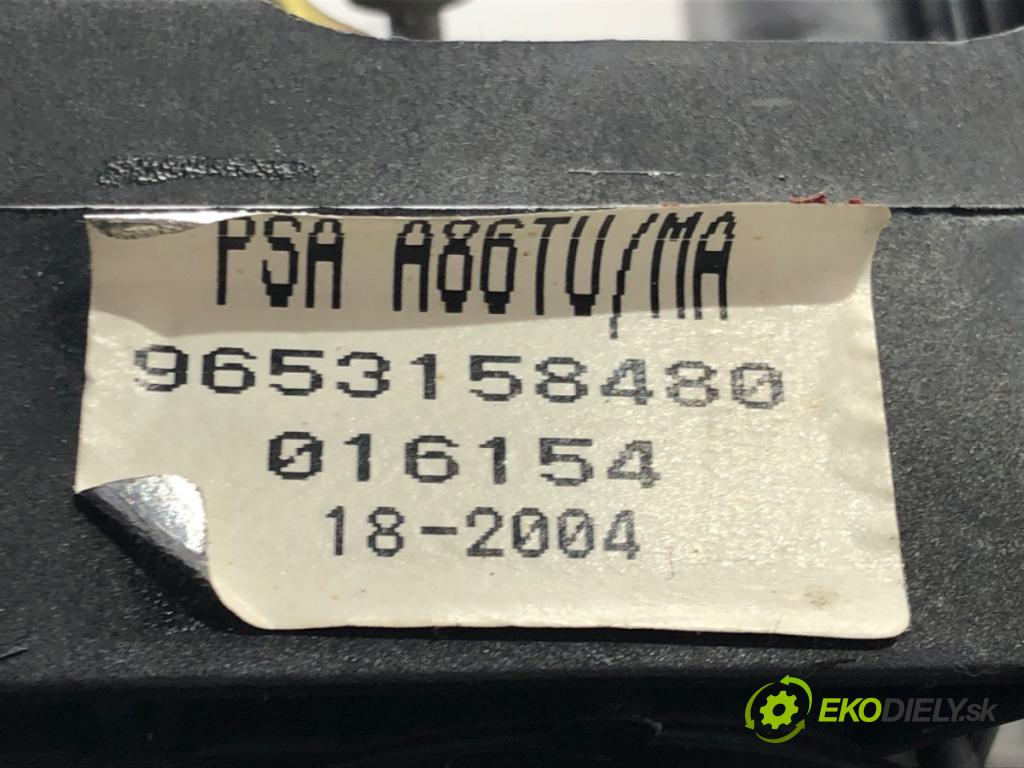 PSA A86TU/MA
9653158480
016154
18-2004
EKODIELY.sk